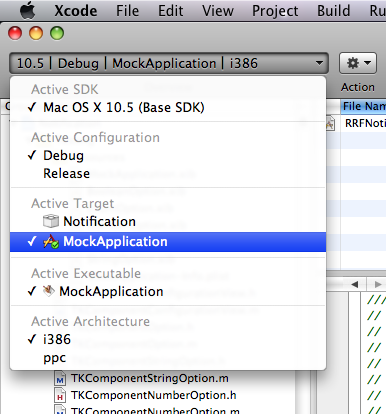 Xcode File Edit View Project Build Run
10.5 | Debug | MockApplication | i386
Action
Active SDK
✓ Mac OS X 10.5 (Base SDK)
File Nam
RRFNoti
Active Configuration
✓ Debug
Release
Active Target
Notification
✓ MockApplication
Active Executable
✓ MockApplication
Active Architecture
✓ i386
ppc
///
//
//
//
//
//
//
TKComponentStringOption.m
TKComponentNumberOption.h
TKComponentNumberOption.m